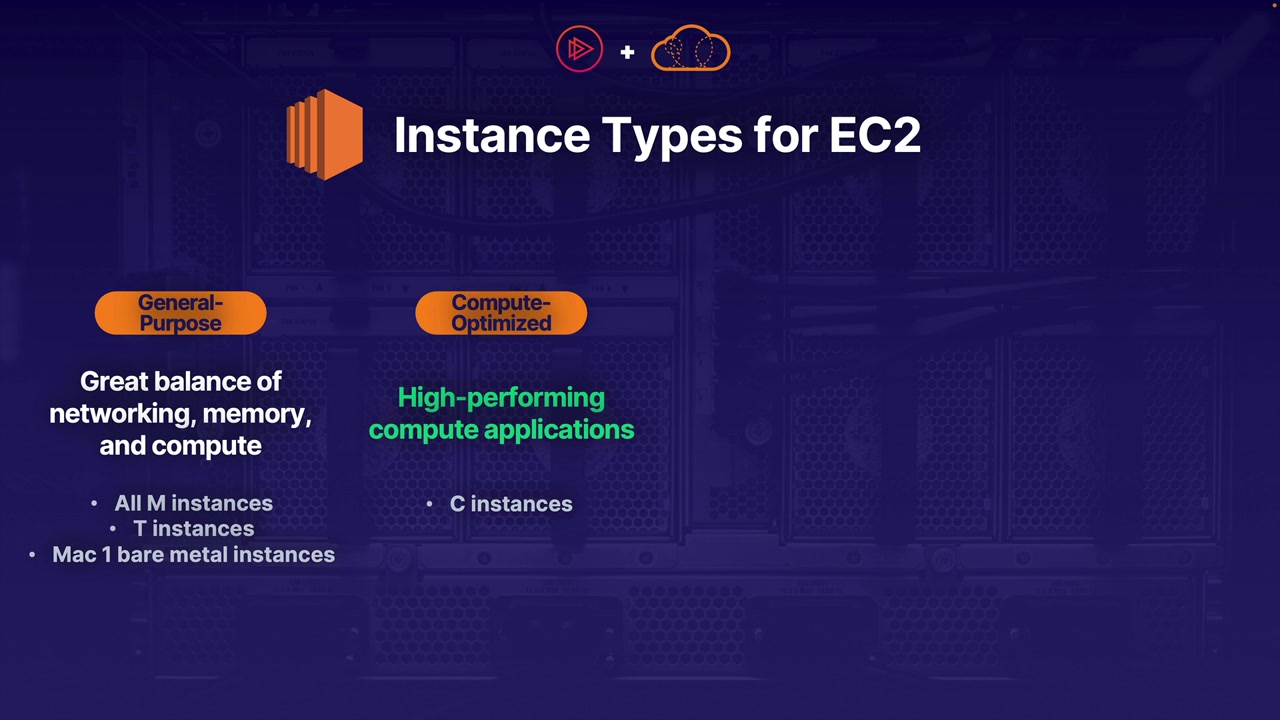 Instance Types for EC2
General-
Purpose
Great balance of
networking, memory,
and compute
• All M instances
• T instances
• Mac 1 bare metal instances
Compute-
Optimized
High-performing
compute applications
• C instances